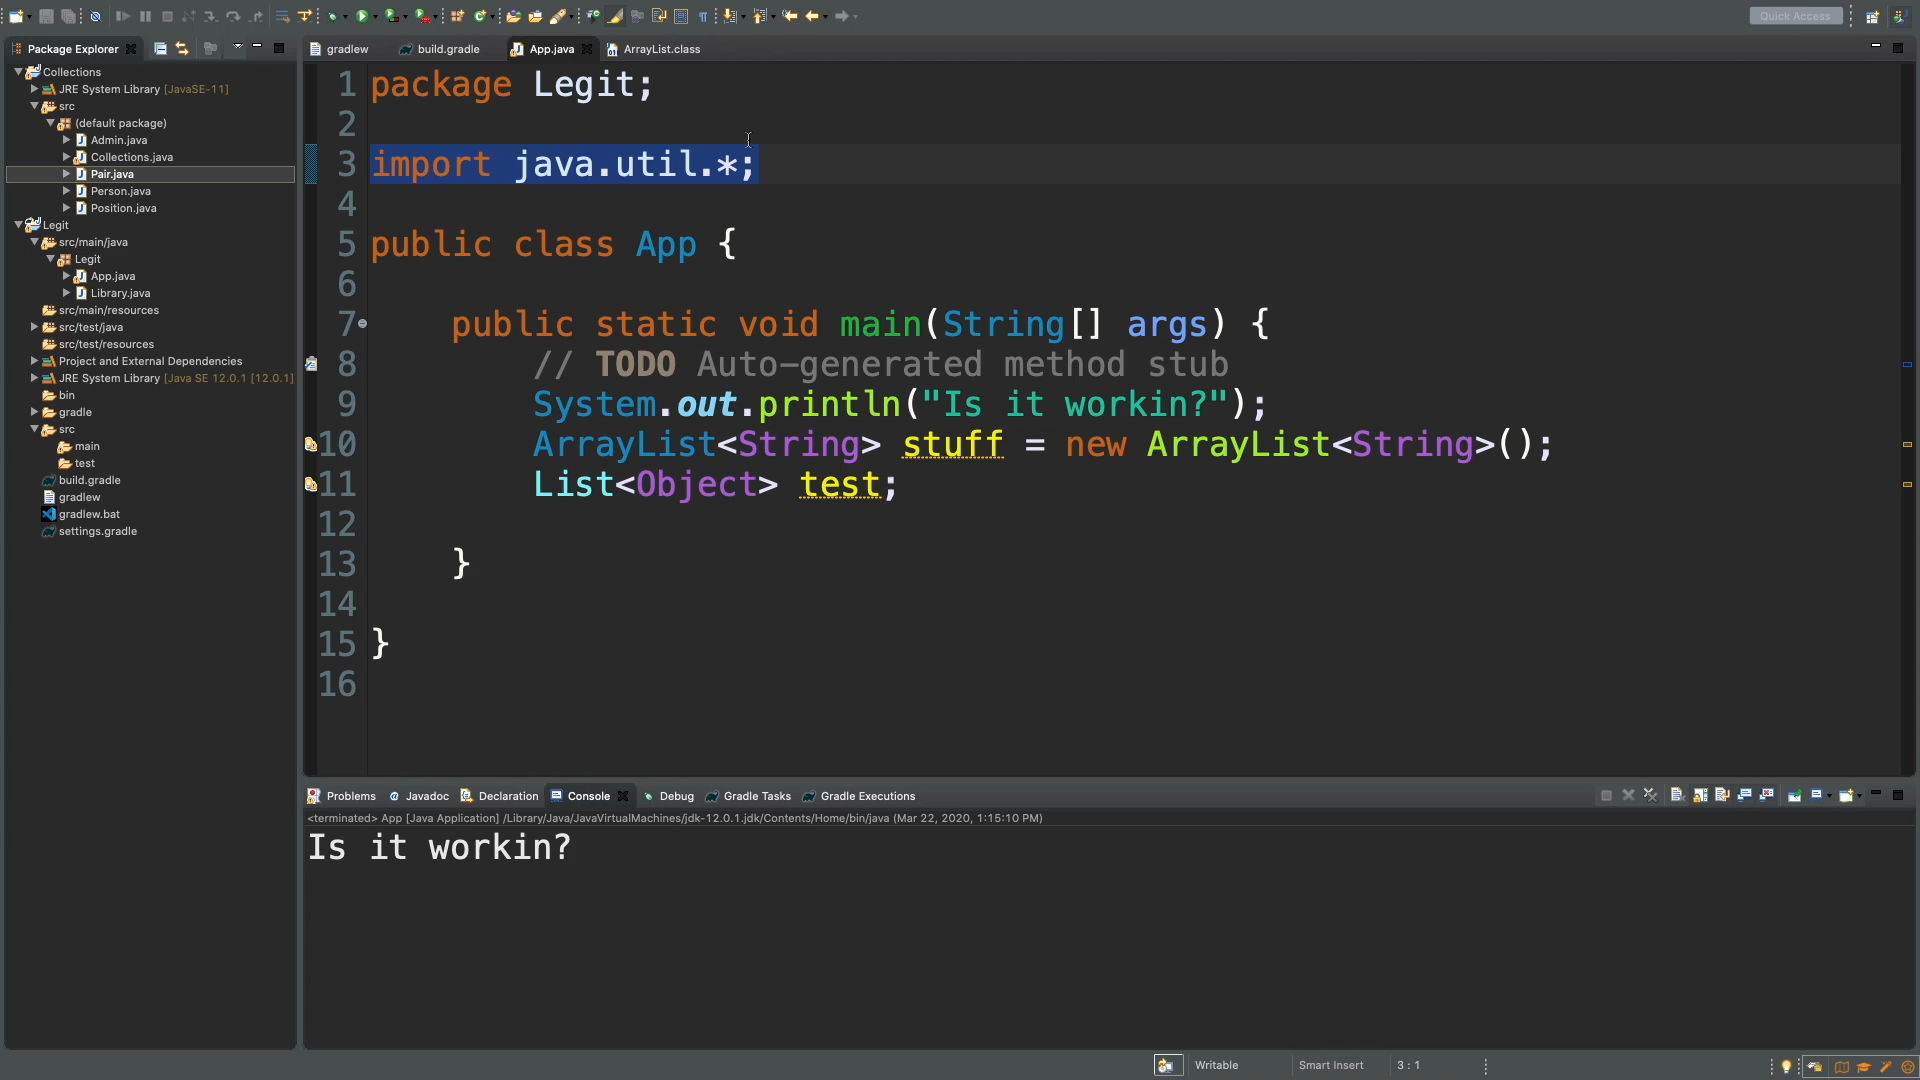 Quick Access
Package Explorer
gradlew
build.gradle
App.java
ArrayList.class
Collections
JRE System Library [JavaSE-11]
src
(default package)
Admin.java
Collections.java
Pair.java
Person.java
Position.java
Legit
src/main/java
Legit
App.java
Library.java
src/main/resources
src/test/java
src/test/resources
Project and External Dependencies
JRE System Library [Java SE 12.0.1 [12.0.1]
bin
gradle
src
main
test
build.gradle
gradlew
gradlew.bat
settings.gradle
1 package Legit;
2
3 import java.util.*;
4
5 public class App {
6
7 public static void main(String[] args) {
8 // TODO Auto-generated method stub
9 System.out.println("Is it workin?");
10 ArrayList<String> stuff = new ArrayList<String>();
11 List<Object> test;
12
13 }
14
15 }
16
Problems Javadoc Declaration Console Debug Gradle Tasks Gradle Executions
<terminated> App [Java Application] /Library/Java/JavaVirtualMachines/jdk-12.0.1.jdk/Contents/Home/bin/java (Mar 22, 2020, 1:15:10 PM)
Is it workin?
Writable
Smart Insert
3 : 1